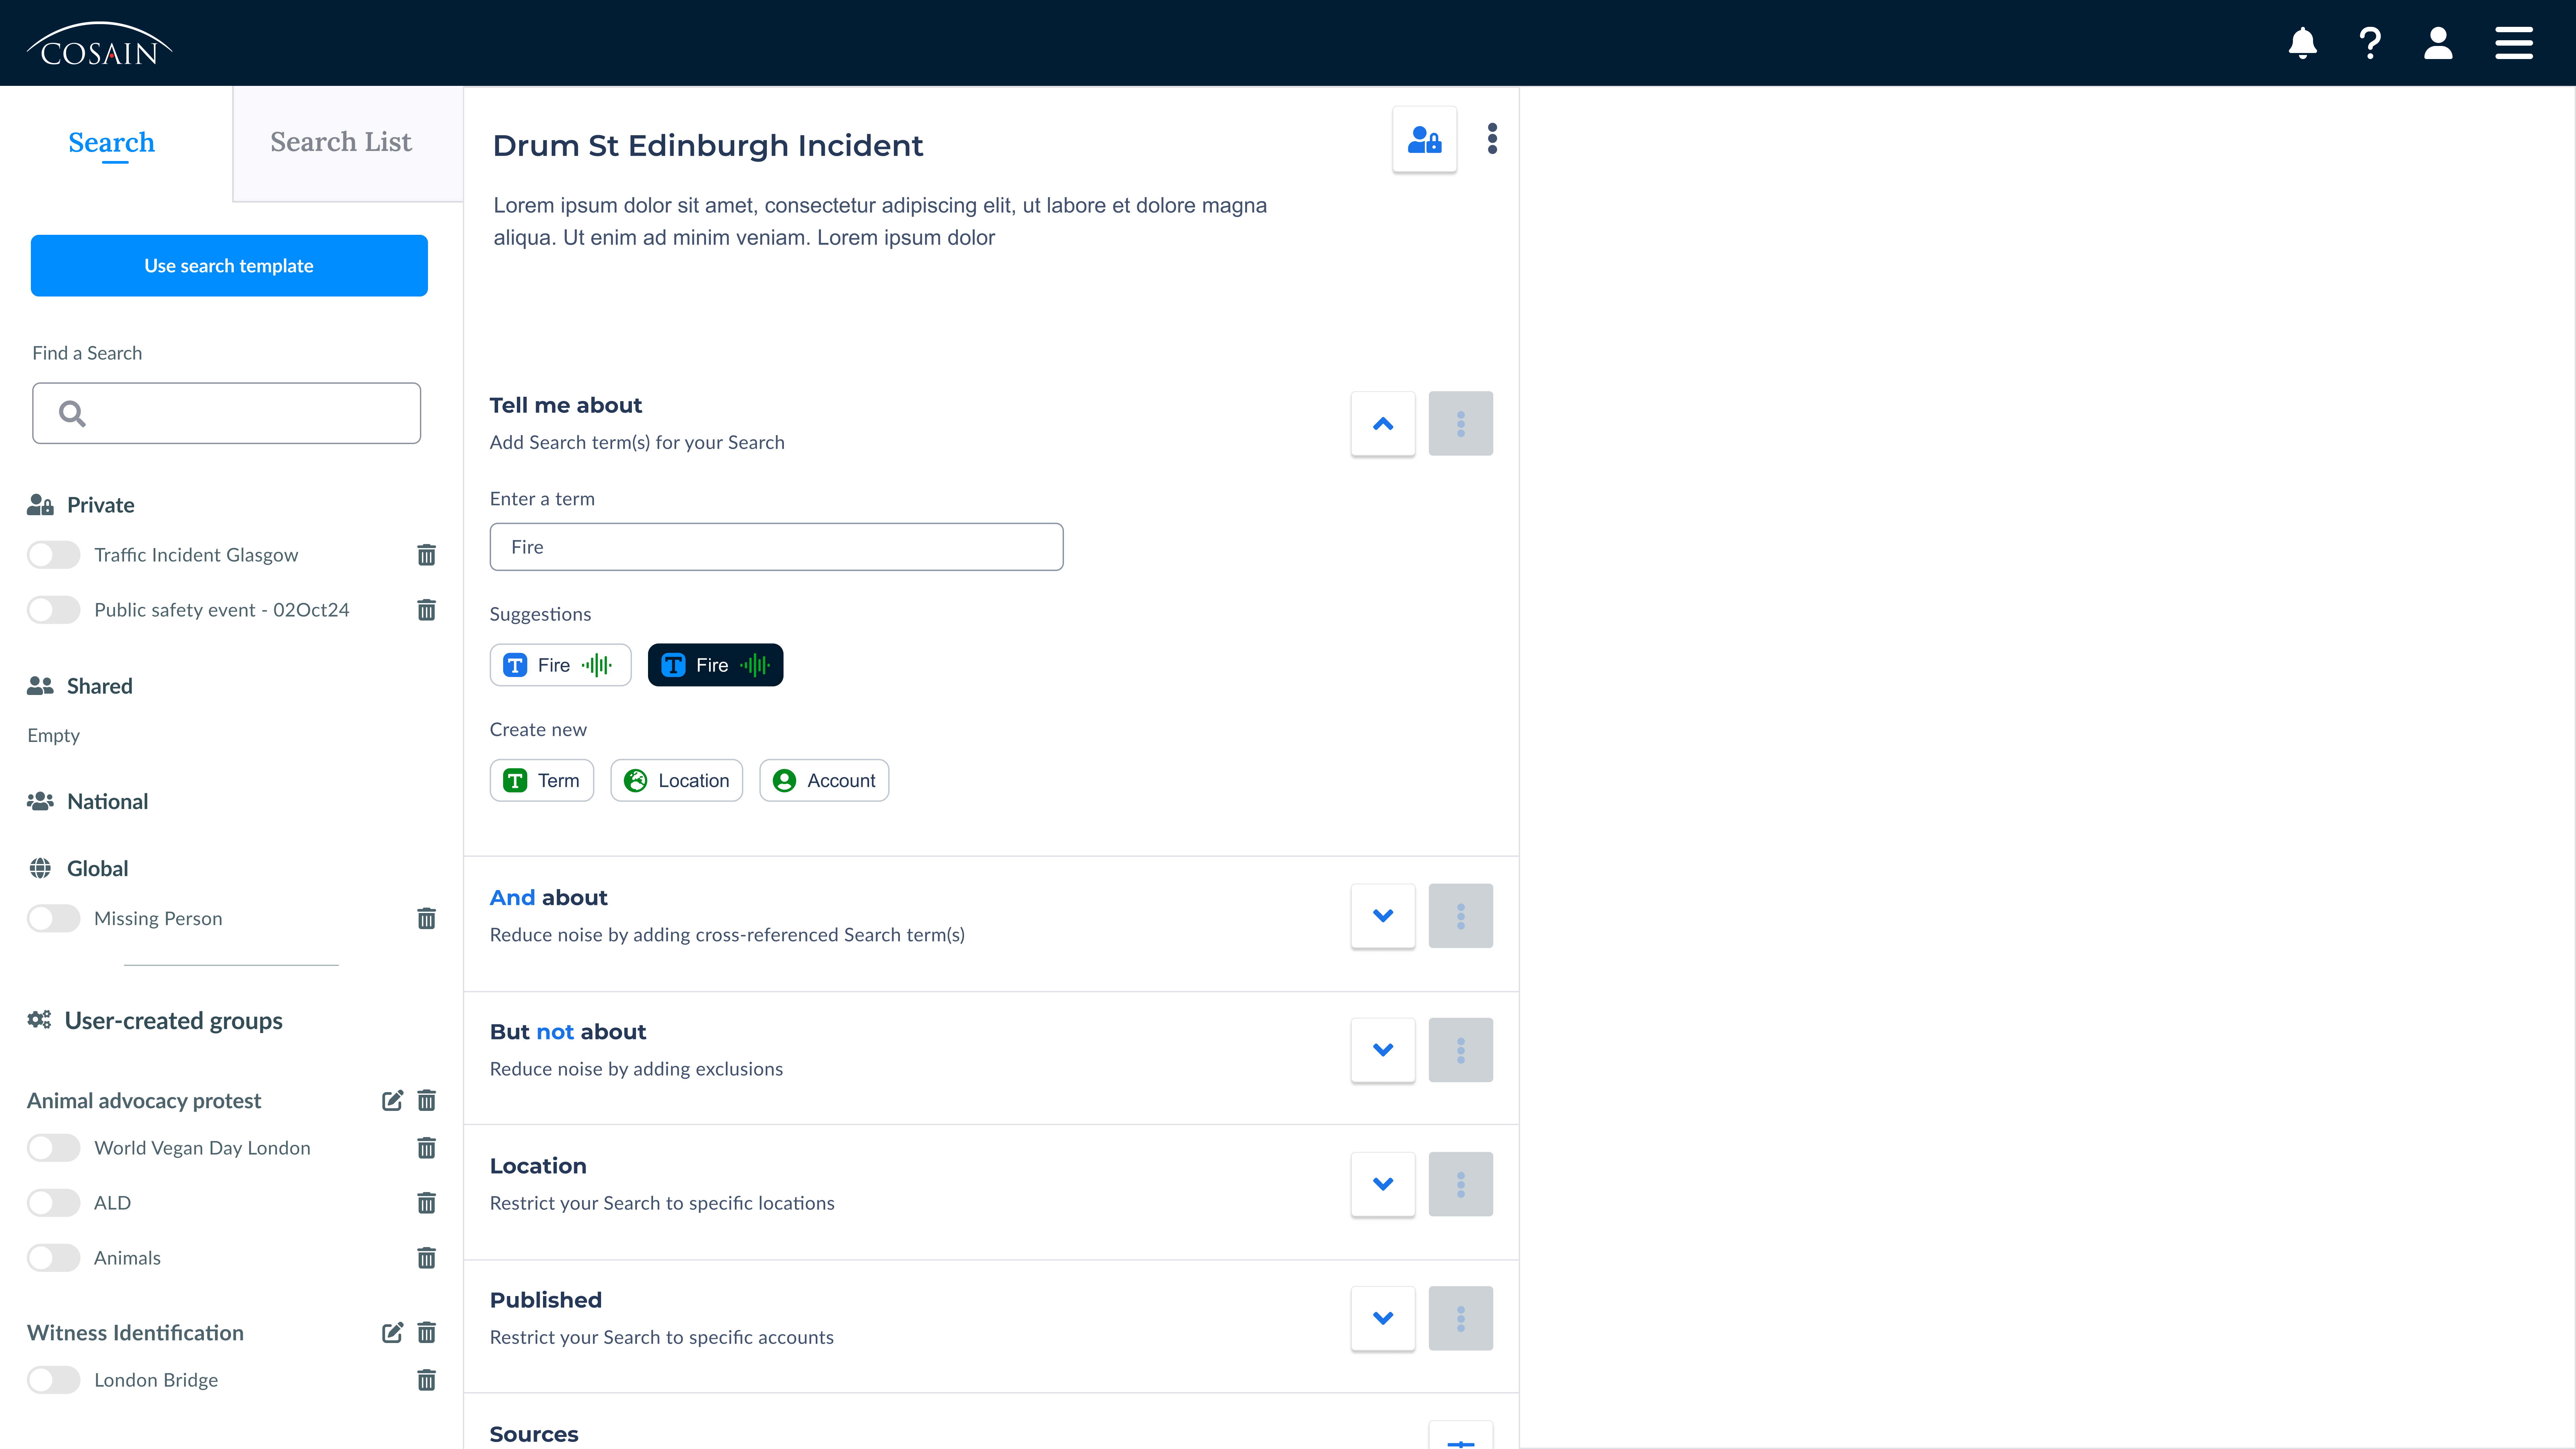 COSAIN
Search
Search List
Use search template
Find a Search
Private
Traffic Incident Glasgow
Public safety event - 02Oct24
Shared
Empty
National
Global
Missing Person
User-created groups
Animal advocacy protest
World Vegan Day London
ALD
Animals
Witness Identification
London Bridge
Drum St Edinburgh Incident
Lorem ipsum dolor sit amet, consectetur adipiscing elit, ut labore et dolore magna
aliqua. Ut enim ad minim veniam. Lorem ipsum dolor
Tell me about
Add Search term(s) for your Search
Enter a term
Fire
Suggestions
T Fire
T Fire
Create new
T Term
Location
Account
And about
Reduce noise by adding cross-referenced Search term(s)
But not about
Reduce noise by adding exclusions
Location
Restrict your Search to specific locations
Published
Restrict your Search to specific accounts
Sources